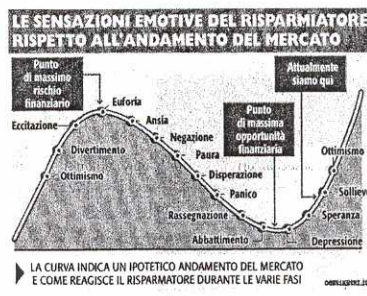 LE SENSAZIONI EMOTIVE DEL RISPARMIATORE
RISPETTO ALL'ANDAMENTO DEL MERCATO
Punto
di massimo
rischio
finanziario
Attualmente
siamo qui
Euforia
Eccitazione
Ansia
Punto
di massima
opportunità
finanziaria
Negazione
Divertimento
Paura
Ottimismo
Ottimismo
Disperazione
Sollievo
Panico
Rassegnazione
Speranza
Abbattimento
Depressione
LA CURVA INDICA UN IPOTETICO ANDAMENTO DEL MERCATO
E COME REAGISCE IL RISPARMATORE DURANTE LE VARIE FASI